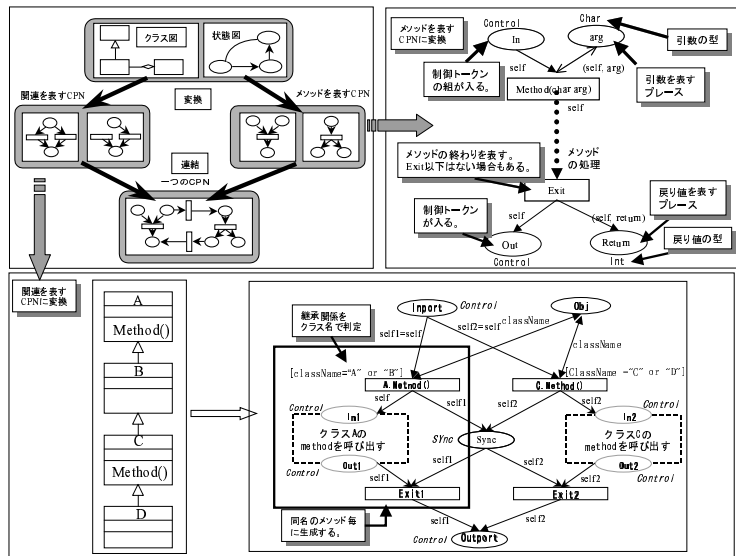 クラス図
状態図
関連を表すCPN
変換
メソッドを表すCPN
連結
一つのCPN
メソッドを表す
CPNに変換
Control
In
Char
arg
引数の型
制御トークン
の組が入る。
self
(self, arg)
引数を表す
プレース
Method(char arg)
self
メソッド
の処理
メソッドの終わりを表す。
Exit以下はない場合もある。
Exit
制御トークン
が入る。
self
(self, return)
戻り値を表す
プレース
Out
Control
Return
Int
戻り値の型
関連を表す
CPNに変換
A
Method()
B
C
Method()
D
継承関係を
クラス名で判定
Inport
Control
Obj
self1=self
self2=self
className
className
[className="A" or "B"]
[ClassName ="C" or "D"]
A.Method()
C.Method()
self
self1
self2
self2
Control
In1
Control
In2
クラスAの
methodを呼び出す
SYnc
Sync
クラスCの
methodを呼び出す
Control
Out1
self1
self2
Out2
Control
self1
self2
Exit1
Exit2
同名のメソッド毎
に生成する。
self1
self2
Control
Outport